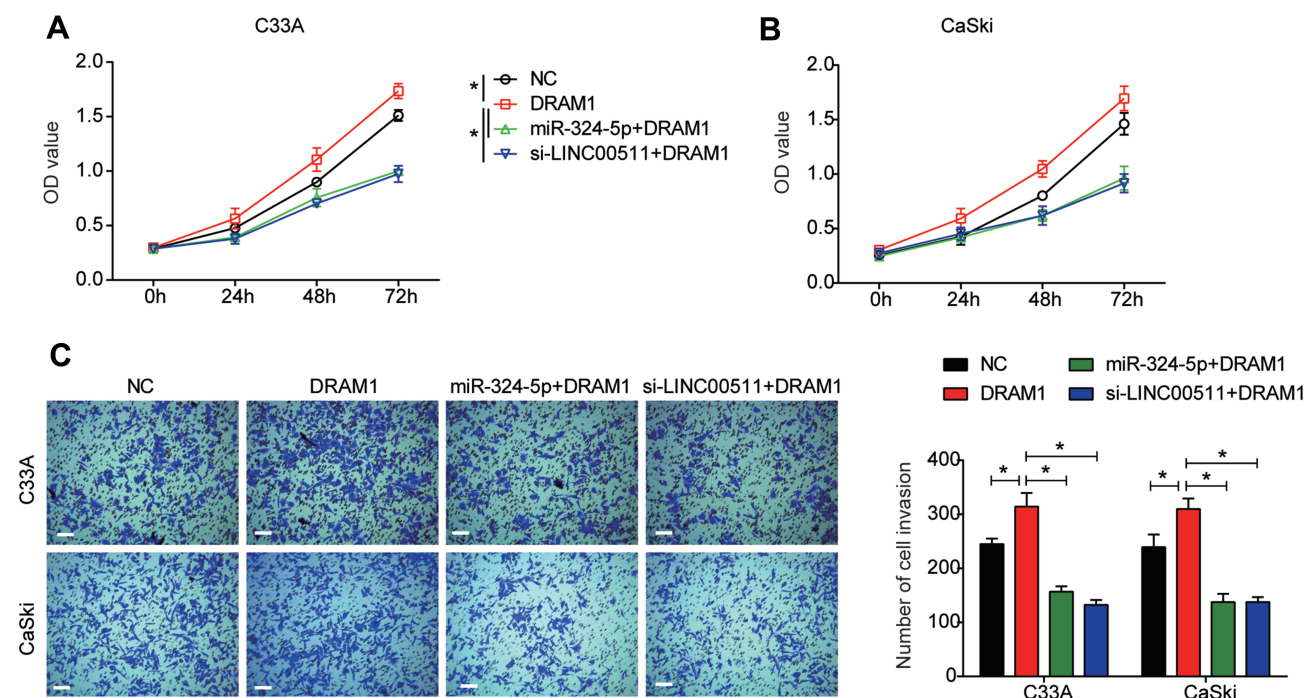 A
C33A
2.0
1.5
1.0
0.5
0.0
OD value
0h 24h 48h 72h
* NC
DRAM1
* miR-324-5p+DRAM1
si-LINC00511+DRAM1
B
CaSki
2.0
1.5
1.0
0.5
0.0
OD value
0h 24h 48h 72h
C
NC DRAM1 miR-324-5p+DRAM1 si-LINC00511+DRAM1
C33A
CaSki
NC miR-324-5p+DRAM1
DRAM1 si-LINC00511+DRAM1
Number of cell invasion
400
300
200
100
0
* * *
* * *
C33A CaSki